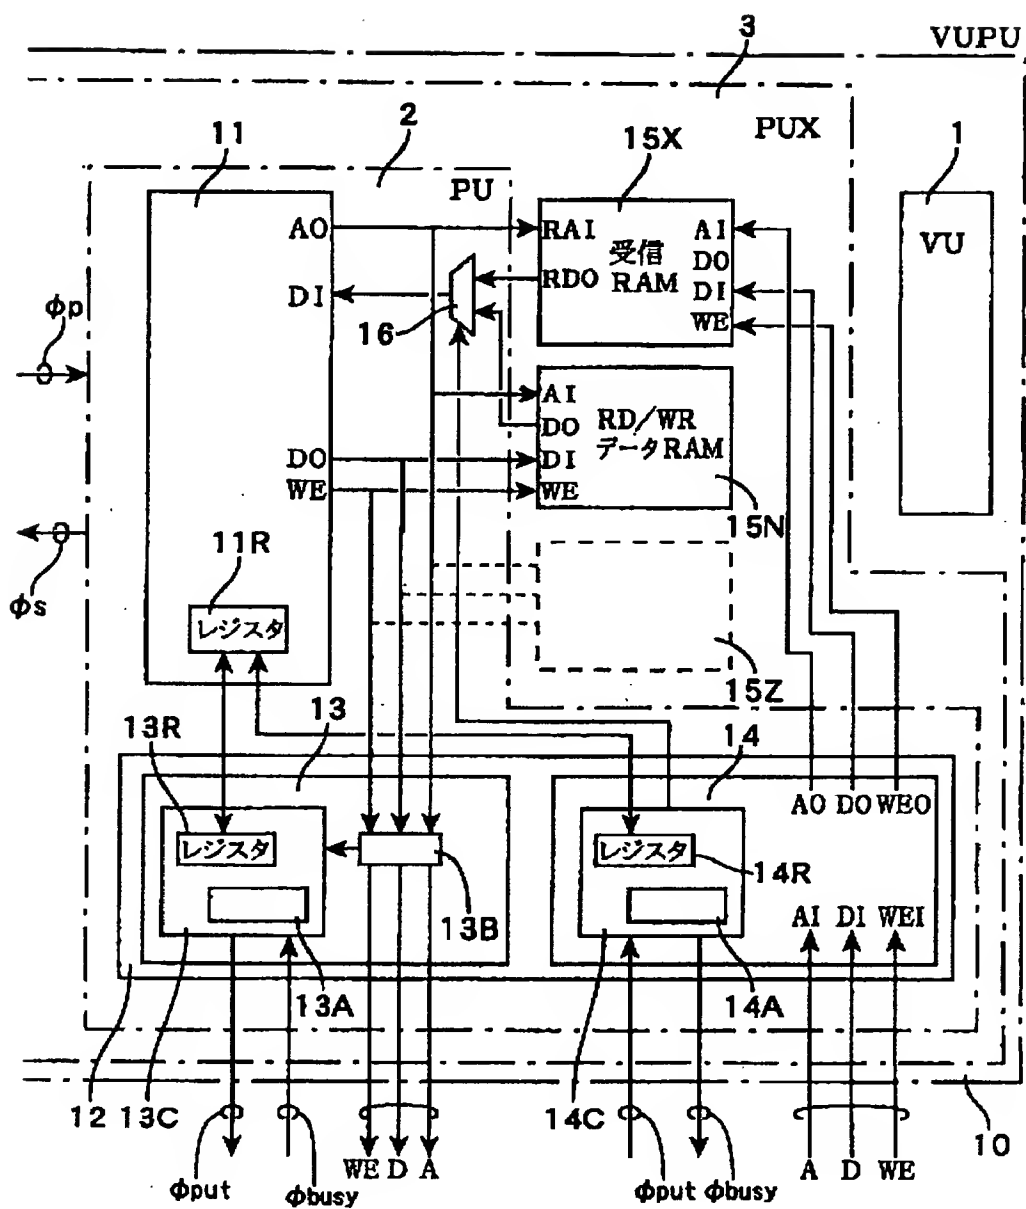 VUPU
3
PUX
2
11
15X
1
PU
VU
AO
RAI
受信
RAM
AI
DO
RDO
DI
DI
WE
16
φp
AI
RD/WR
データRAM
DO
DO
DI
WE
WE
15N
φs
11R
レジスタ
15Z
13R
13
14
AO DO WEO
レジスタ
レジスタ
14R
13B
AI DI WEI
13A
14A
12
13C
14C
10
φput
φbusy
WE D A
φput
φbusy
A D WE